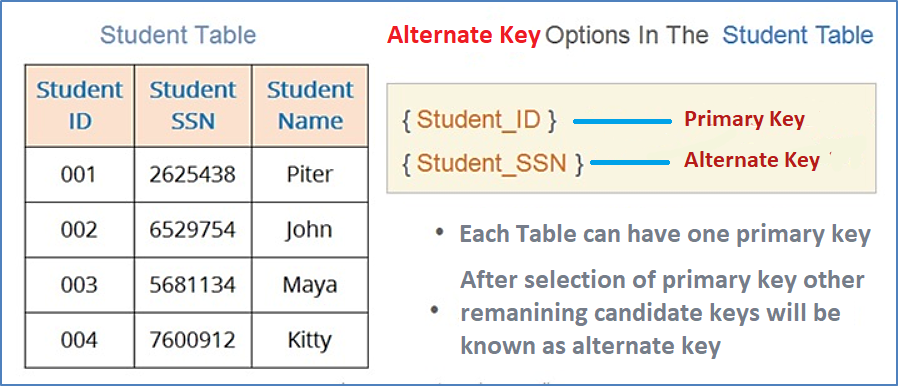 Student Table
Student ID Student SSN Student Name
001 2625438 Piter
002 6529754 John
003 5681134 Maya
004 7600912 Kitty
Alternate Key Options In The Student Table
{ Student_ID } Primary Key
{ Student_SSN } Alternate Key
• Each Table can have one primary key
After selection of primary key other
• remanining candidate keys will be
known as alternate key